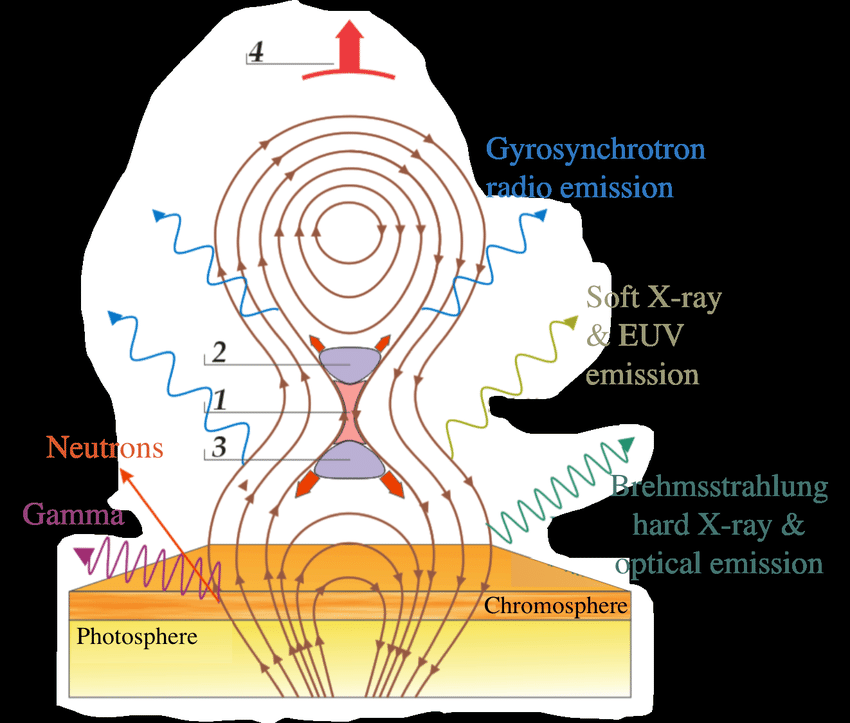 4
Gyrosynchrotron
radio emission
Soft X-ray
& EUV
emission
2
1
3
Neutrons
Gamma
Brehmsstrahlung
hard X-ray &
optical emission
Chromosphere
Photosphere